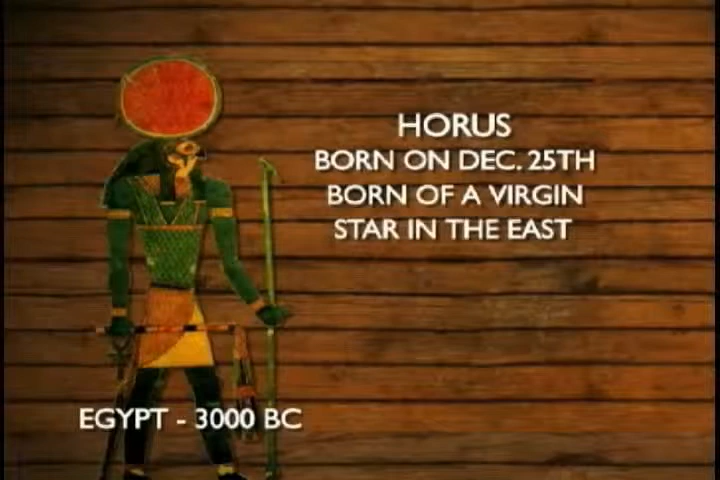 HORUS
BORN ON DEC. 25TH
BORN OF A VIRGIN
STAR IN THE EAST
EGYPT - 3000 BC